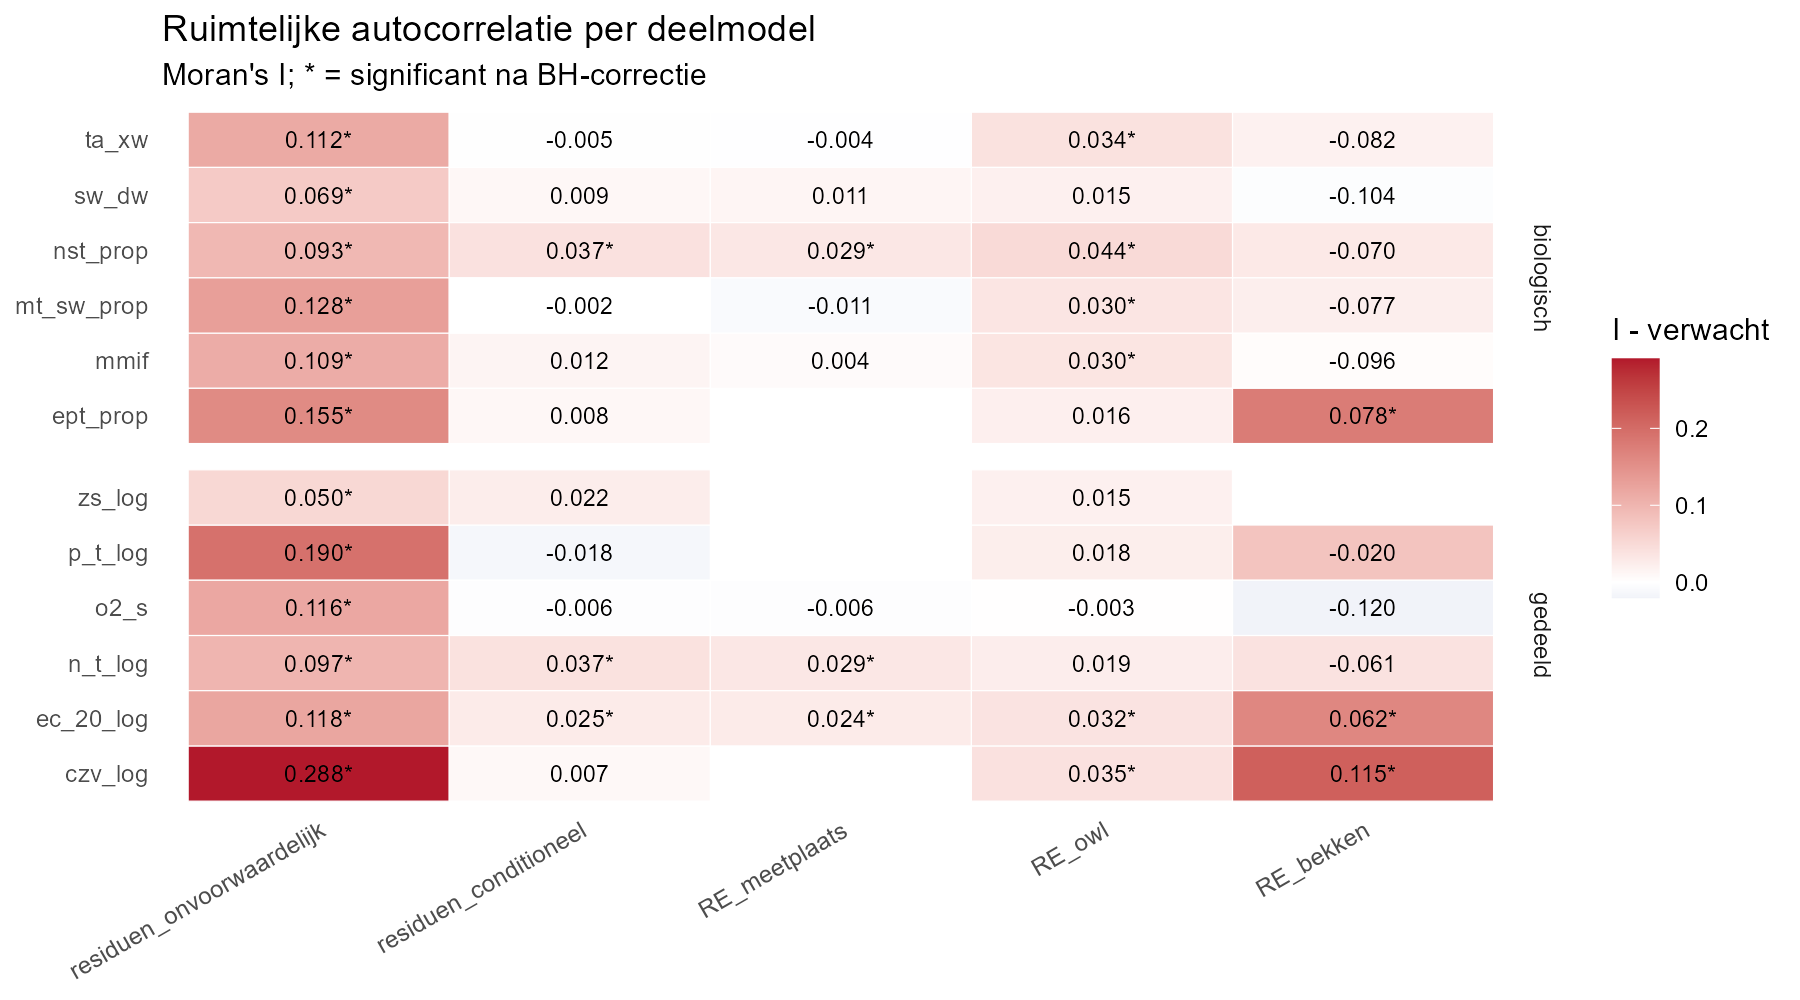 Ruimtelijke autocorrelatie per deelmodel
Moran's I; * = significant na BH-correctie
ta_xw 0.112* -0.005 -0.004 0.034* -0.082
sw_dw 0.069* 0.009 0.011 0.015 -0.104
nst_prop 0.093* 0.037* 0.029* 0.044* -0.070
mt_sw_prop 0.128* -0.002 -0.011 0.030* -0.077
mmif 0.109* 0.012 0.004 0.030* -0.096
ept_prop 0.155* 0.008 0.016 0.078*
biologisch
zs_log 0.050* 0.022 0.015
p_t_log 0.190* -0.018 0.018 -0.020
o2_s 0.116* -0.006 -0.006 -0.003 -0.120
n_t_log 0.097* 0.037* 0.029* 0.019 -0.061
ec_20_log 0.118* 0.025* 0.024* 0.032* 0.062*
czv_log 0.288* 0.007 0.035* 0.115*
gedeeld
residuen_onvoorwaardelijk
residuen_conditioneel
RE_meetplaats
RE_owl
RE_bekken
I - verwacht
0.2
0.1
0.0